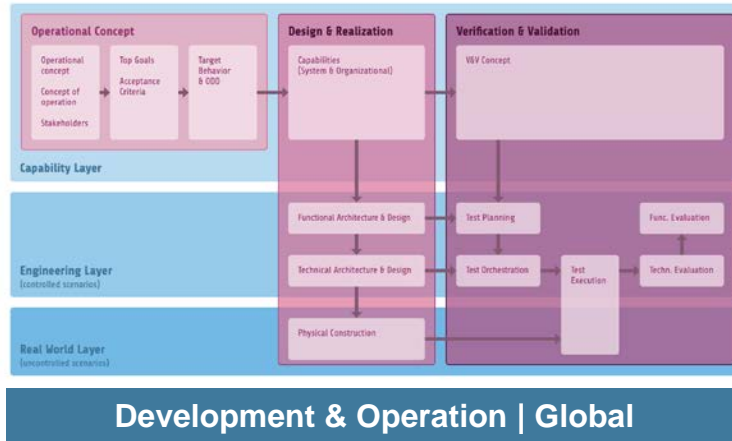 Operational Concept
Operational
concept
Concept of
operation
Stakeholders
Top Goals
Acceptance
Criteria
Target
Behavior
& ODD
Design & Realization
Capabilities
(System & Organizational)
Verification & Validation
V&V Concept
Capability Layer
Functional Architecture & Design
Test Planning
Func. Evaluation
Engineering Layer
(controlled scenarios)
Technical Architecture & Design
Test Orchestration
Test
Execution
Techn. Evaluation
Real World Layer
(uncontrolled scenarios)
Physical Construction
Development & Operation | Global